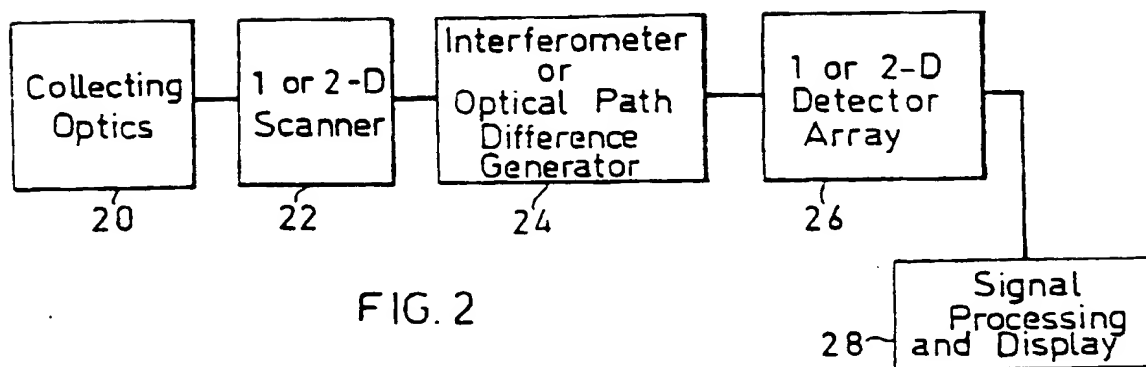 Collecting
Optics
20
1 or 2-D
Scanner
22
Interferometer
or
Optical Path
Difference
Generator
24
1 or 2-D
Detector
Array
26
Signal
Processing
and Display
28
FIG. 2